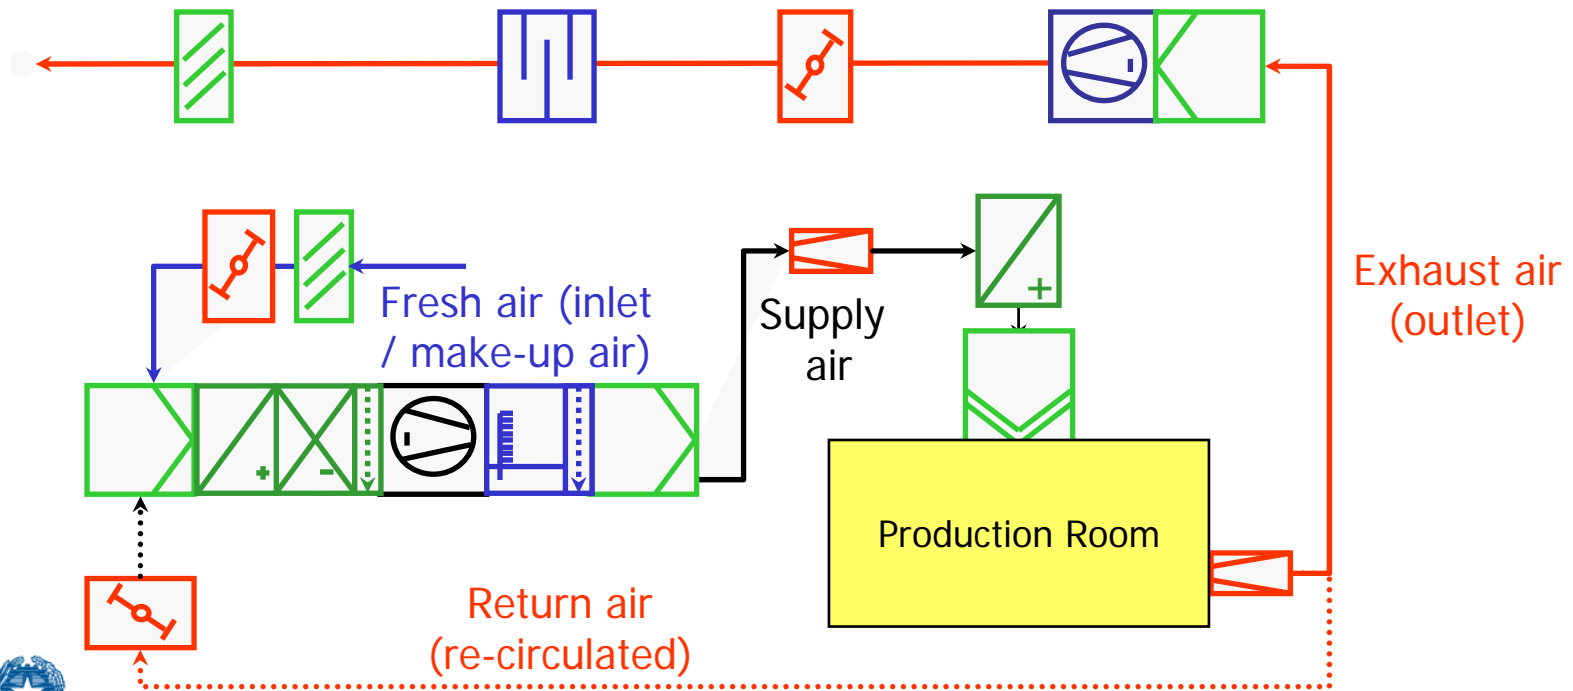 Fresh air (inlet
/ make-up air)
Supply
air
Exhaust air
(outlet)
Production Room
Return air
(re-circulated)